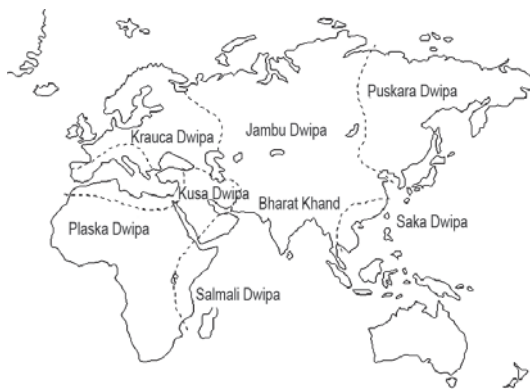 Puskara Dwipa
Krauca Dwipa
Jambu Dwipa
Kusa Dwipa
Bharat Khand
Plaska Dwipa
Saka Dwipa
Salmali Dwipa